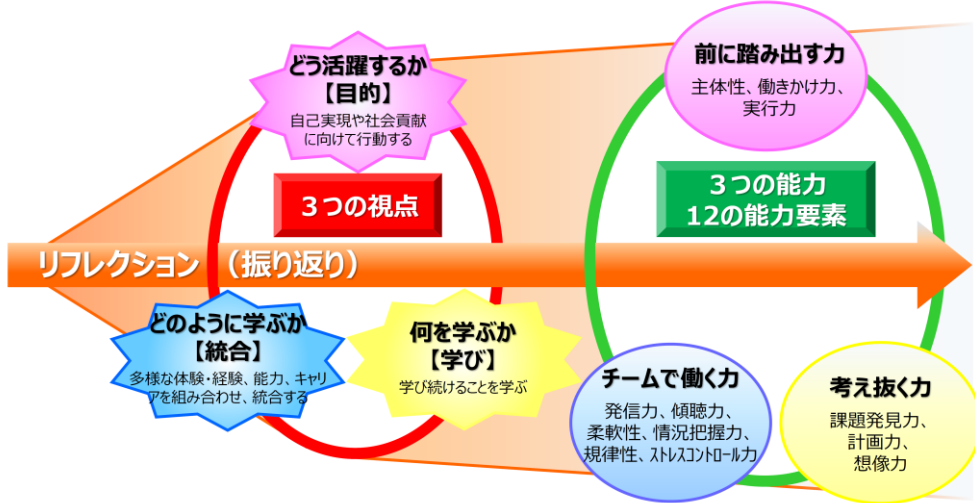 どう活躍するか
【目的】
自己実現や社会貢献
に向けて行動する
3つの視点
リフレクション（振り返り）
どのように学ぶか
【統合】
多様な体験・経験、能力、キャリ
アを組み合わせ、統合する
何を学ぶか
【学び】
学び続けることを学ぶ
前に踏み出す力
主体性、働きかけ力、
実行力
3つの能力
12の能力要素
チームで働く力
発信力、傾聴力、
柔軟性、情況把握力、
規律性、ストレスコントロール力
考え抜く力
課題発見力、
計画力、
想像力